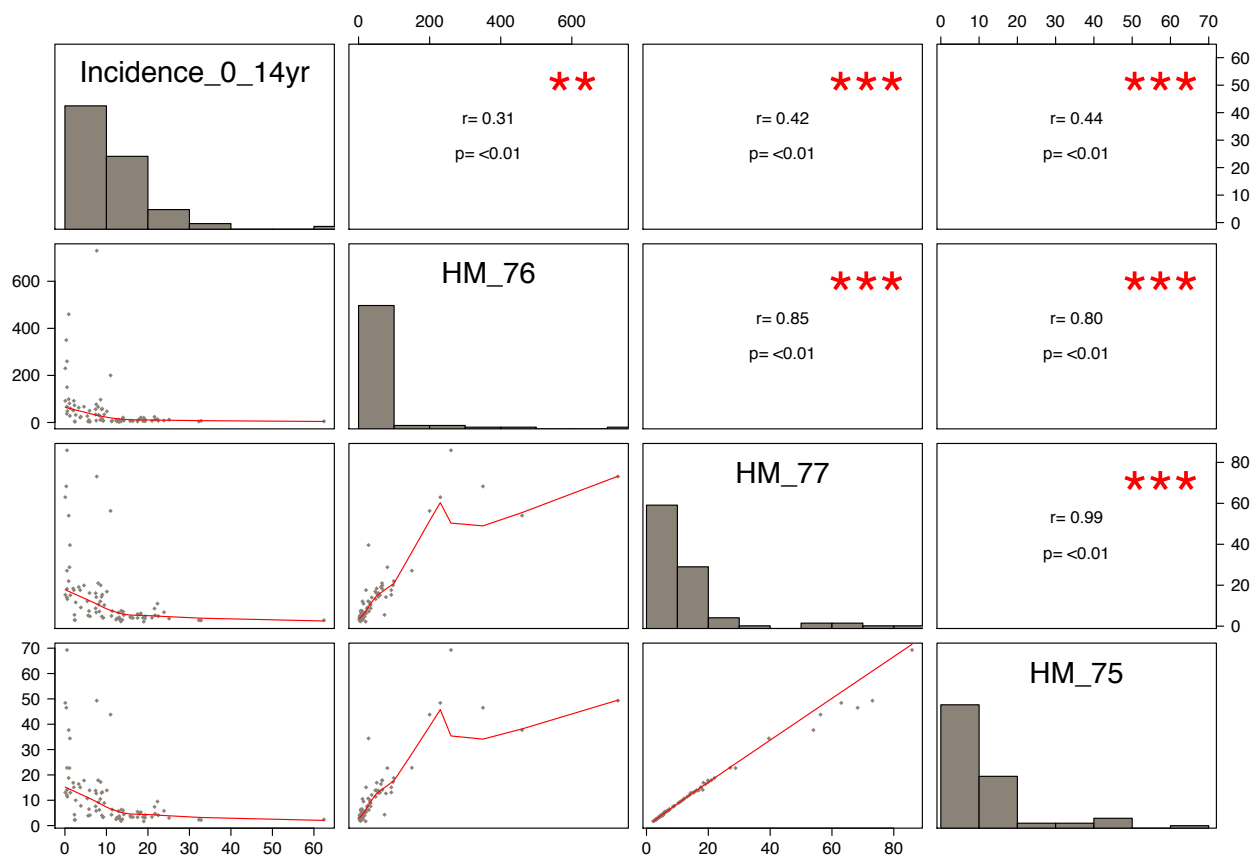 0 200 400 600
0 10 20 30 40 50 60 70
Incidence_0_14yr
**
r= 0.31
p= <0.01
***
r= 0.42
p= <0.01
***
r= 0.44
p= <0.01
60
50
40
30
20
10
0
600
400
200
0
HM_76
***
r= 0.85
p= <0.01
***
r= 0.80
p= <0.01
HM_77
***
r= 0.99
p= <0.01
80
60
40
20
0
70
60
50
40
30
20
10
0
HM_75
0 10 20 30 40 50 60
0 20 40 60 80